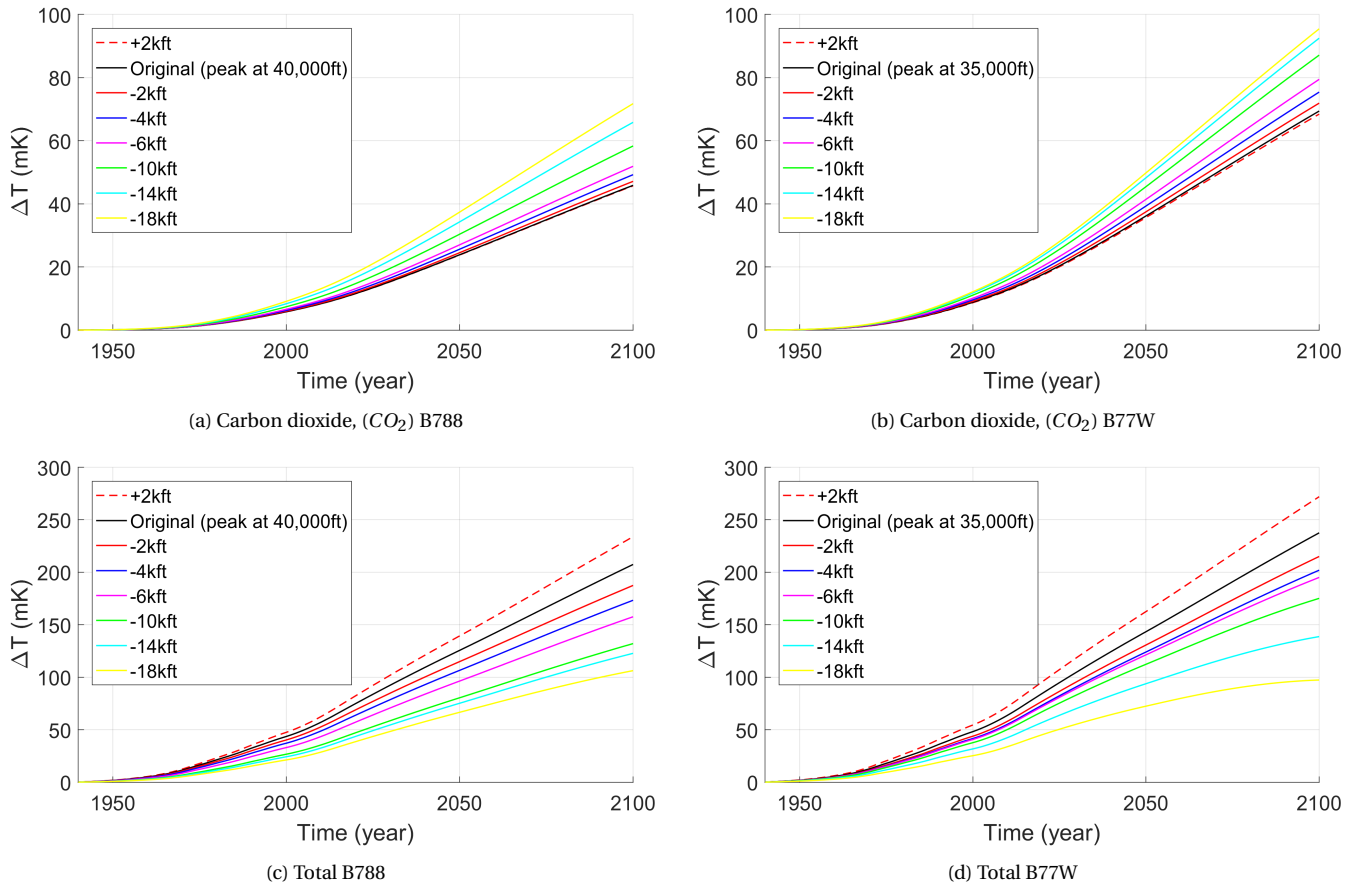 100
80
60
40
20
0
ΔT (mK)
+2kft
Original (peak at 40,000ft)
-2kft
-4kft
-6kft
-10kft
-14kft
-18kft
1950 2000 2050 2100
Time (year)
(a) Carbon dioxide, (CO₂) B788
100
80
60
40
20
0
ΔT (mK)
+2kft
Original (peak at 35,000ft)
-2kft
-4kft
-6kft
-10kft
-14kft
-18kft
1950 2000 2050 2100
Time (year)
(b) Carbon dioxide, (CO₂) B77W
300
250
200
150
100
50
0
ΔT (mK)
+2kft
Original (peak at 40,000ft)
-2kft
-4kft
-6kft
-10kft
-14kft
-18kft
1950 2000 2050 2100
Time (year)
(c) Total B788
300
250
200
150
100
50
0
ΔT (mK)
+2kft
Original (peak at 35,000ft)
-2kft
-4kft
-6kft
-10kft
-14kft
-18kft
1950 2000 2050 2100
Time (year)
(d) Total B77W